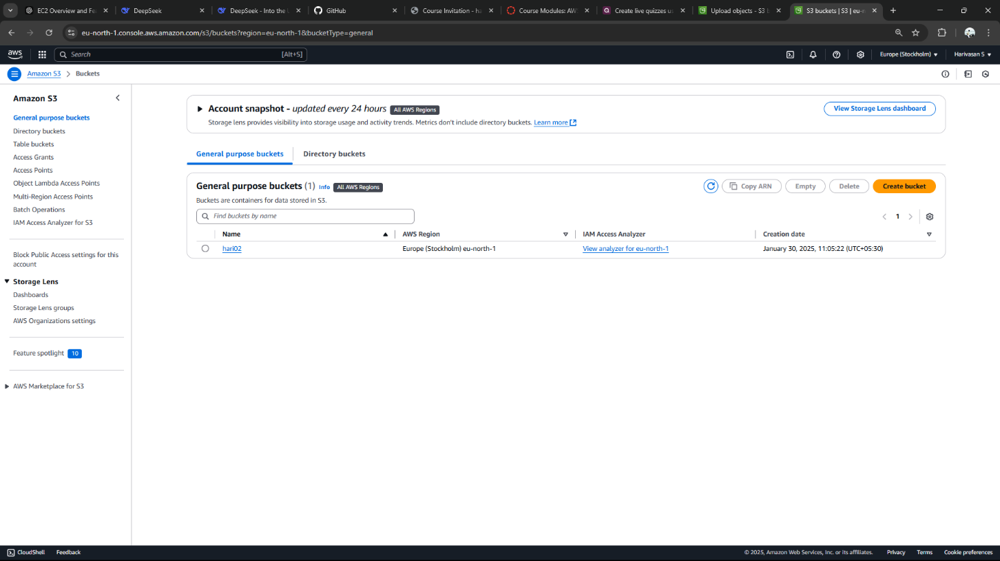 EC2 Overview and Fe
DeepSeek
DeepSeek - Into the U
GitHub
Course Invitation - ha
Course Modules: AW
Create live quizzes us
Upload objects - S3 b
S3 buckets | S3 | eu-n
eu-north-1.console.aws.amazon.com/s3/buckets?region=eu-north-1&bucketType=general
aws
Search
[Alt+S]
Europe (Stockholm)
Harivasan S
Amazon S3
Buckets
Amazon S3
General purpose buckets
Directory buckets
Table buckets
Access Grants
Access Points
Object Lambda Access Points
Multi-Region Access Points
Batch Operations
IAM Access Analyzer for S3
Block Public Access settings for this
account
Storage Lens
Dashboards
Storage Lens groups
AWS Organizations settings
Feature spotlight 10
AWS Marketplace for S3
Account snapshot - updated every 24 hours All AWS Regions
View Storage Lens dashboard
Storage lens provides visibility into storage usage and activity trends. Metrics don't include directory buckets. Learn more
General purpose buckets
Directory buckets
General purpose buckets (1) Info All AWS Regions
Copy ARN
Empty
Delete
Create bucket
Buckets are containers for data stored in S3.
Find buckets by name
1
Name AWS Region IAM Access Analyzer Creation date
hari02 Europe (Stockholm) eu-north-1 View analyzer for eu-north-1 January 30, 2025, 11:05:22 (UTC+05:30)
CloudShell
Feedback
© 2025, Amazon Web Services, Inc. or its affiliates.
Privacy
Terms
Cookie preferences